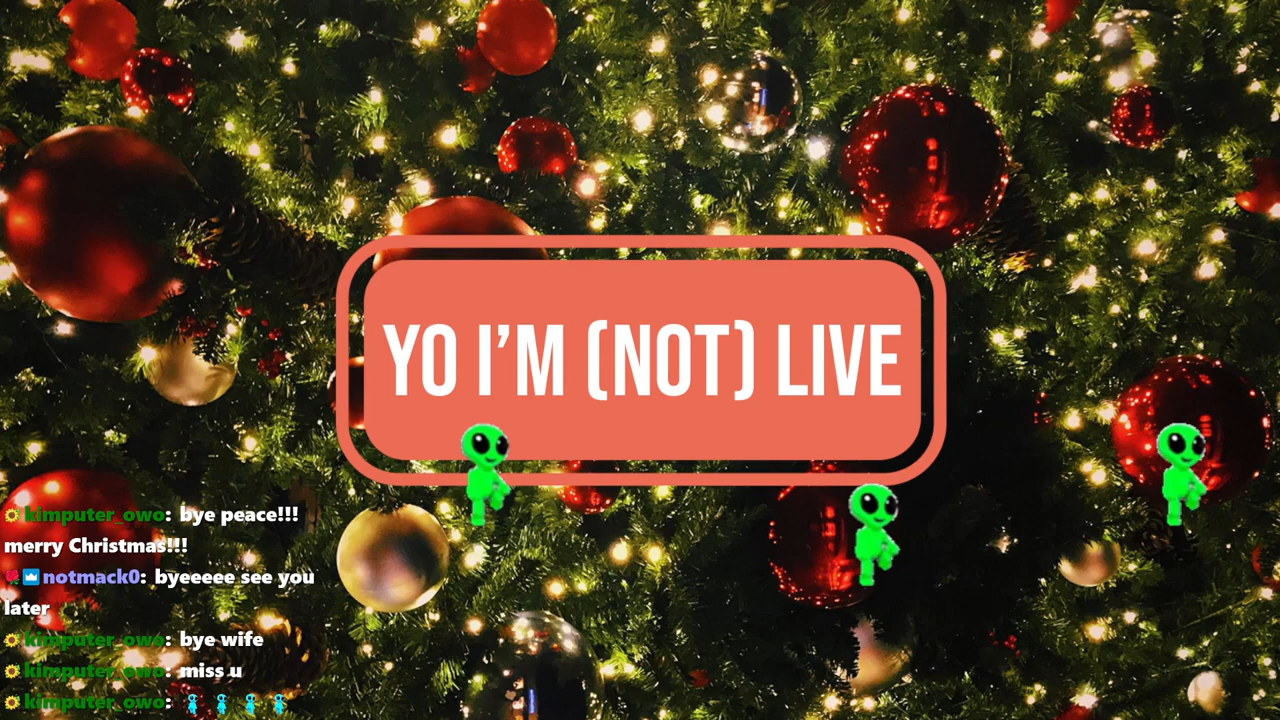 YO I'M (NOT) LIVE
kimputer_owo: bye peace!!!
merry Christmas!!!
notmack0: byeeeee see you
later
kimputer_owo: bye wife
kimputer_owo: miss u
kimputer_owo: